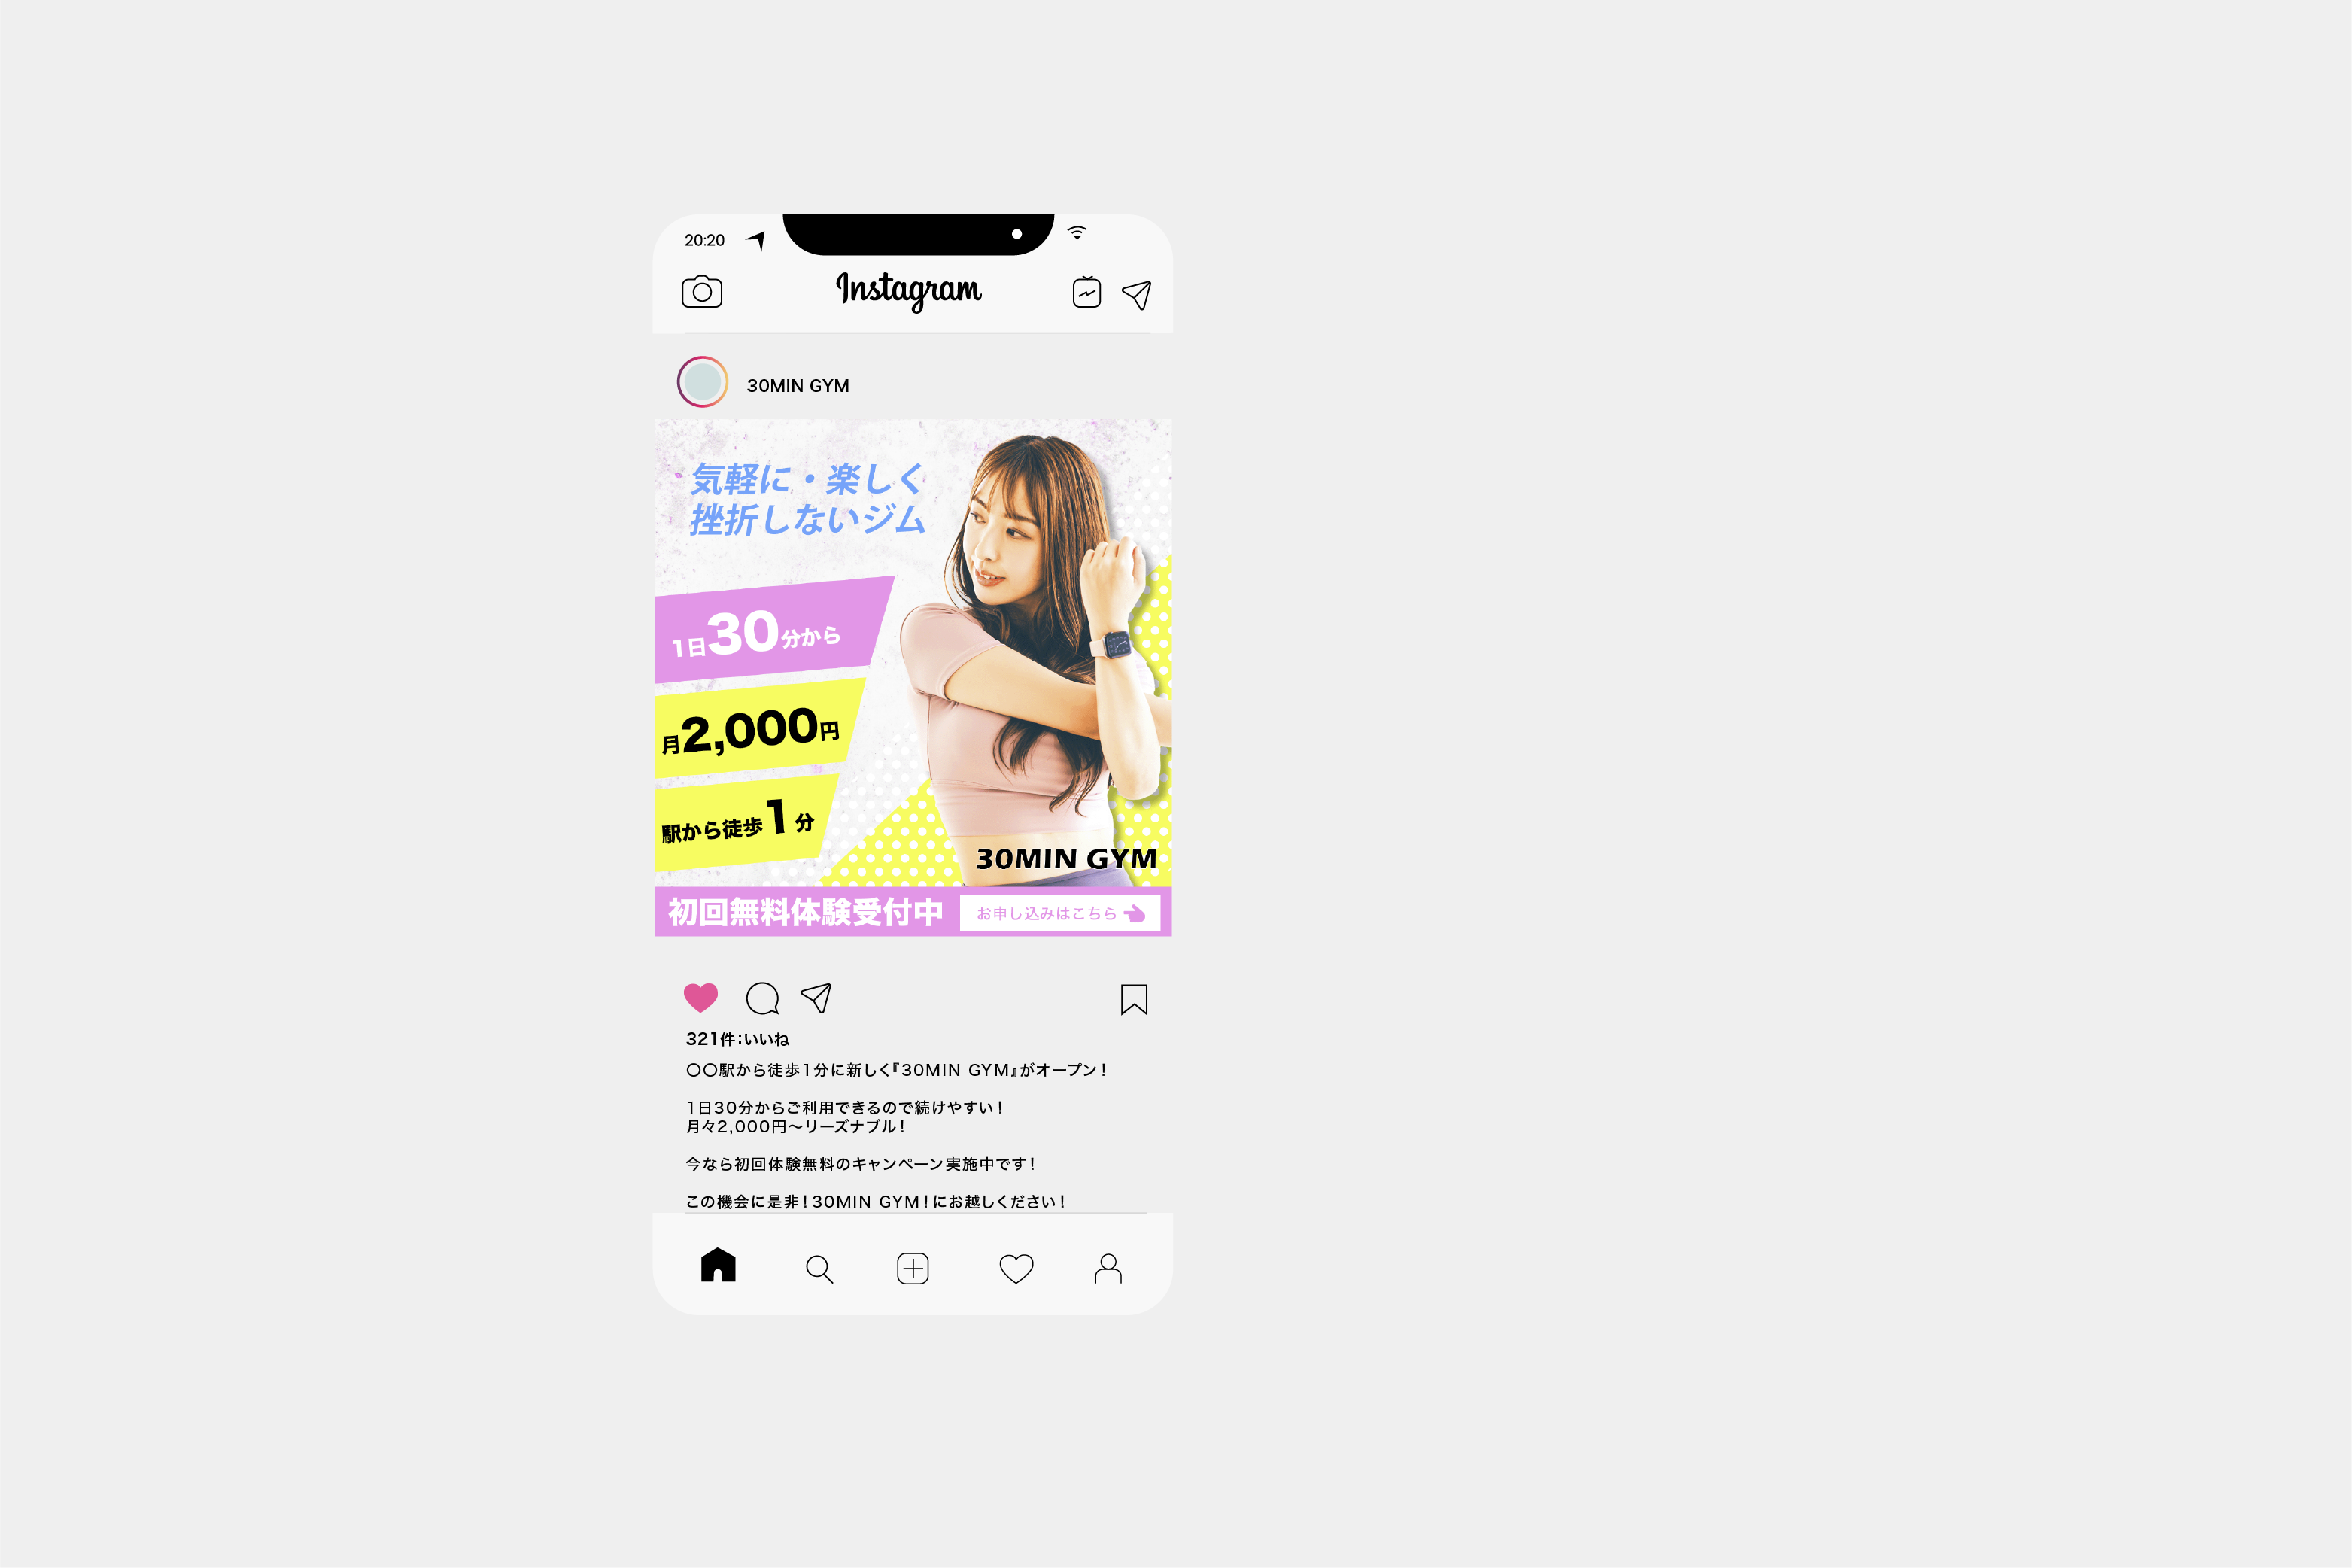 20:20
Instagram
30MIN GYM
気軽に・楽しく
挫折しないジム
1日30分から
月2,000円
駅から徒歩1分
30MIN GYM
初回無料体験受付中
お申し込みはこちら
321件:いいね
〇〇駅から徒歩1分に新しく『30MIN GYM』がオープン!
1日30分からご利用できるので続けやすい!
月々2,000円〜リーズナブル!
今なら初回体験無料のキャンペーン実施中です!
この機会に是非!30MIN GYM!にお越しください!